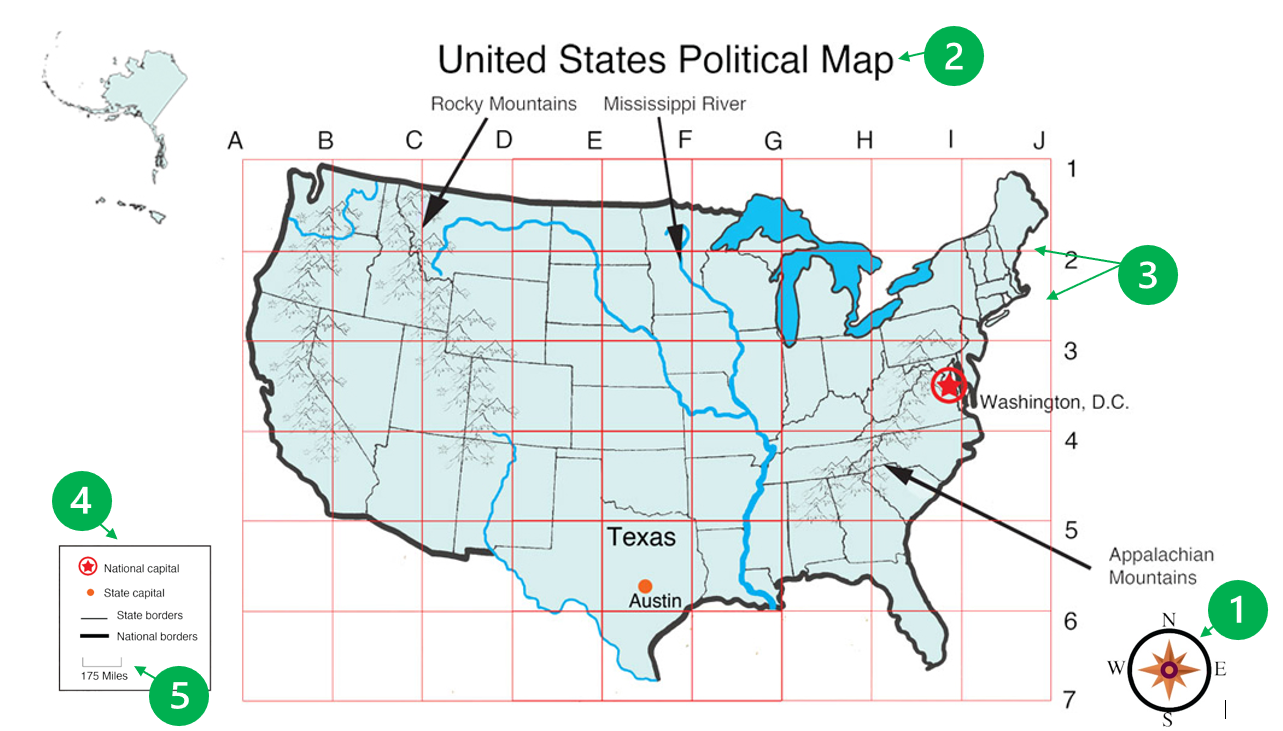 United States Political Map
2
Rocky Mountains
Mississippi River
A B C D E F G H I J
1
2
3
3
Washington, D.C.
4
4
National capital
State capital
State borders
National borders
175 Miles
5
5
Texas
Austin
Appalachian
Mountains
6
1
N
W
E
S
7